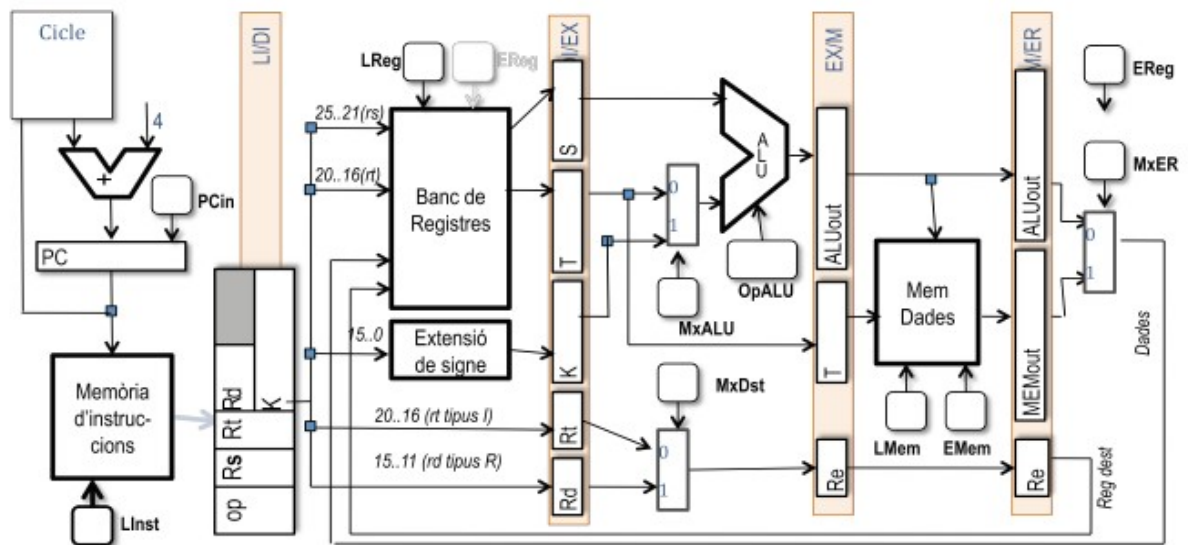 Cicle
4
+
PCin
PC
Memòria
d'instruc-
cions
LInst
LI/DI
Rd
K
Rt
Rs
op
LReg
EReg
25..21(rs)
20..16(rt)
Banc de
Registres
15..0
Extensió
de signe
20..16 (rt tipus I)
15..11 (rd tipus R)
DI/EX
S
T
K
Rt
Rd
0
1
MxALU
ALU
OpALU
MxDst
0
1
EX/M
ALUout
T
Re
Mem
Dades
LMem
EMem
M/ER
ALUout
MEMout
Re
EReg
MxER
0
1
Dades
Reg dest